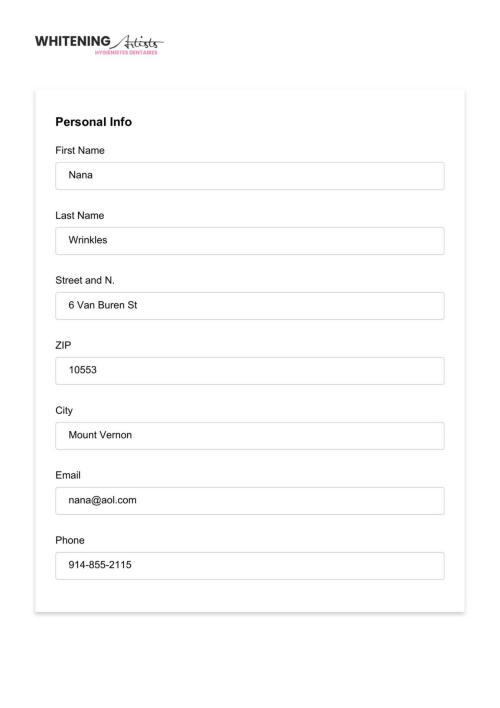 WHITENING Artists
HYGIÉNISTES DENTAIRES
Personal Info
First Name
Nana
Last Name
Wrinkles
Street and N.
6 Van Buren St
ZIP
10553
City
Mount Vernon
Email
nana@aol.com
Phone
914-855-2115